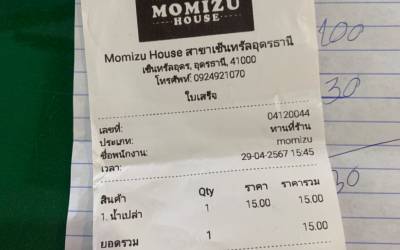 MOMIZU
HOUSE
Momizu House สาขาเซ็นทรัลอุดรธานี
เซ็นทรัลอุดร, อุดรธานี, 41000
โทรศัพท์: 0924921070
ใบเสร็จ
เลขที่: 04120044
ประเภท: ทานที่ร้าน
ชื่อพนักงาน: momizu
เวลา: 29-04-2567 15:45
สินค้า Qty ราคา ราคารวม
1. น้ำเปล่า 1 15.00 15.00
ยอดรวม 1 15.00
100
30
30